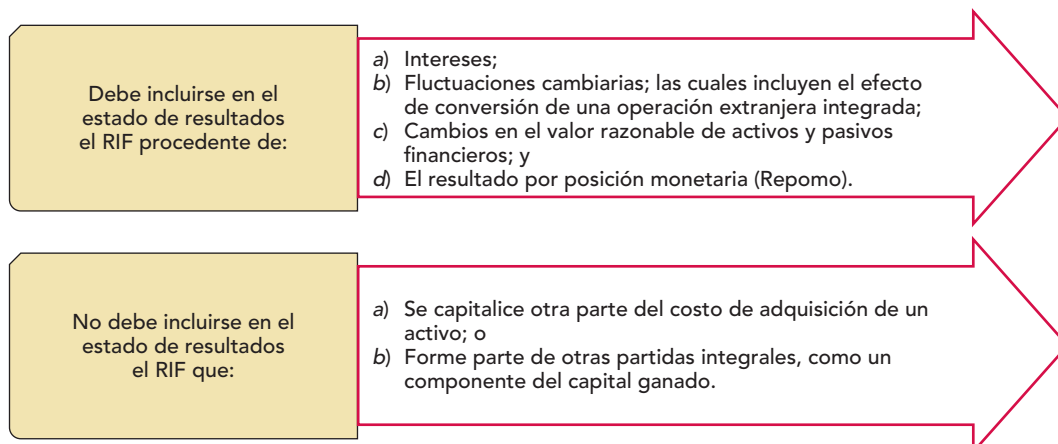 Debe incluirse en el
estado de resultados
el RIF procedente de:
a) Intereses;
b) Fluctuaciones cambiarias; las cuales incluyen el efecto
de conversión de una operación extranjera integrada;
c) Cambios en el valor razonable de activos y pasivos
financieros; y
d) El resultado por posición monetaria (Repomo).
No debe incluirse en el
estado de resultados
el RIF que:
a) Se capitalice otra parte del costo de adquisición de un
activo; o
b) Forme parte de otras partidas integrales, como un
componente del capital ganado.